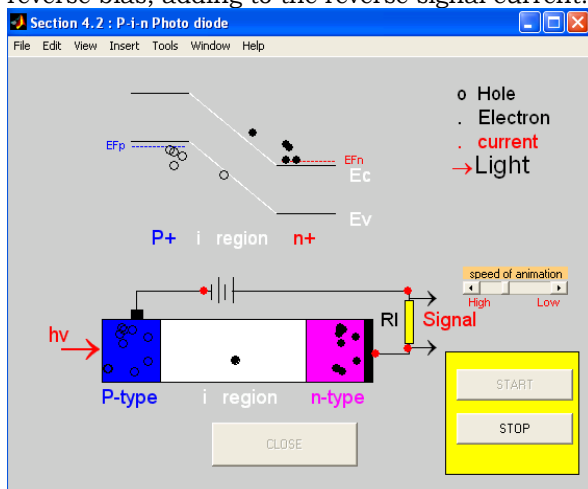 reverse bias, adding to the reverse signal current.
Section 4.2 : P-i-n Photo diode
File Edit View Insert Tools Window Help
o Hole
. Electron
. current
→Light
EFp
EFn
Ec
Ev
P+ i region n+
speed of animation
High Low
hv
Rl Signal
P-type i region n-type
START
STOP
CLOSE